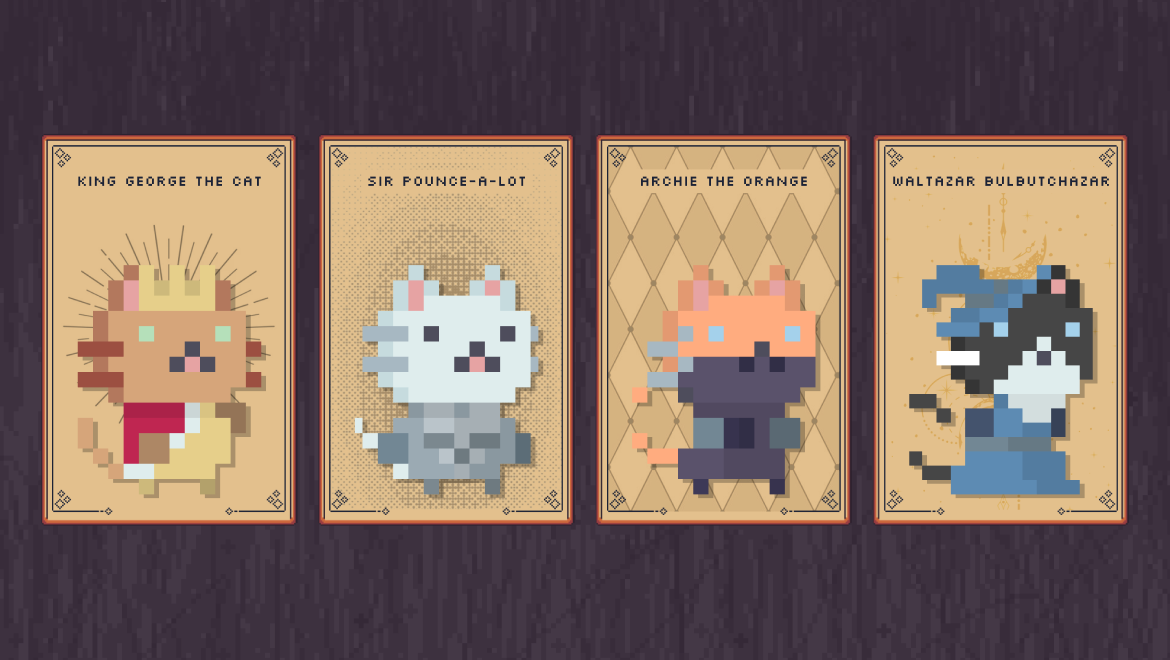 KING GEORGE THE CAT
SIR POUNCE-A-LOT
ARCHIE THE ORANGE
WALTAZAR BULBUTCHAZAR